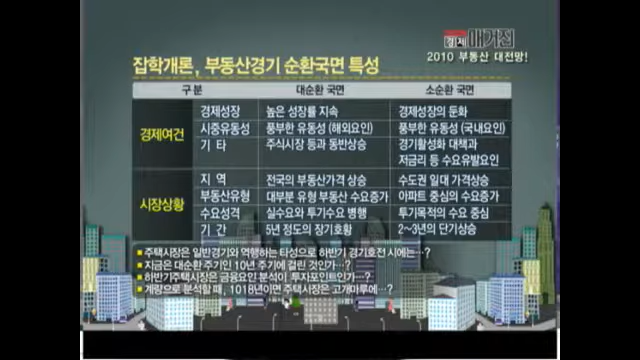 경제 매거진
2010 부동산 대전망!
잡학개론, 부동산경기 순환국면 특성
구 분 대순환 국면 소순환 국면
경제여건
경제성장 높은 성장률 지속 경제성장의 둔화
시중유동성 풍부한 유동성 (해외요인) 풍부한 유동성 (국내요인)
기 타 주식시장 등과 동반상승 경기활성화 대책과
저금리 등 수요유발요인
시장상황
지 역 전국의 부동산가격 상승 수도권 일대 가격상승
부동산유형 대부분 유형 부동산 수요증가 아파트 중심의 수요증가
수요성격 실수요와 투기수요 병행 투기목적의 수요 중심
기 간 5년 정도의 장기호황 2~3년의 단기상승
▪ 주택시장은 일반경기와 역행하는 타성으로 하반기 경기호전 시에는…?
▪ 지금은 대순환 주기인 10년 주기에 걸린 것인가…?
▪ 하반기주택시장은 금융요인 분석이 투자포인트인가…?
▪ 계량으로 분석할 때, 1018년이면 주택시장은 고개마루에…?